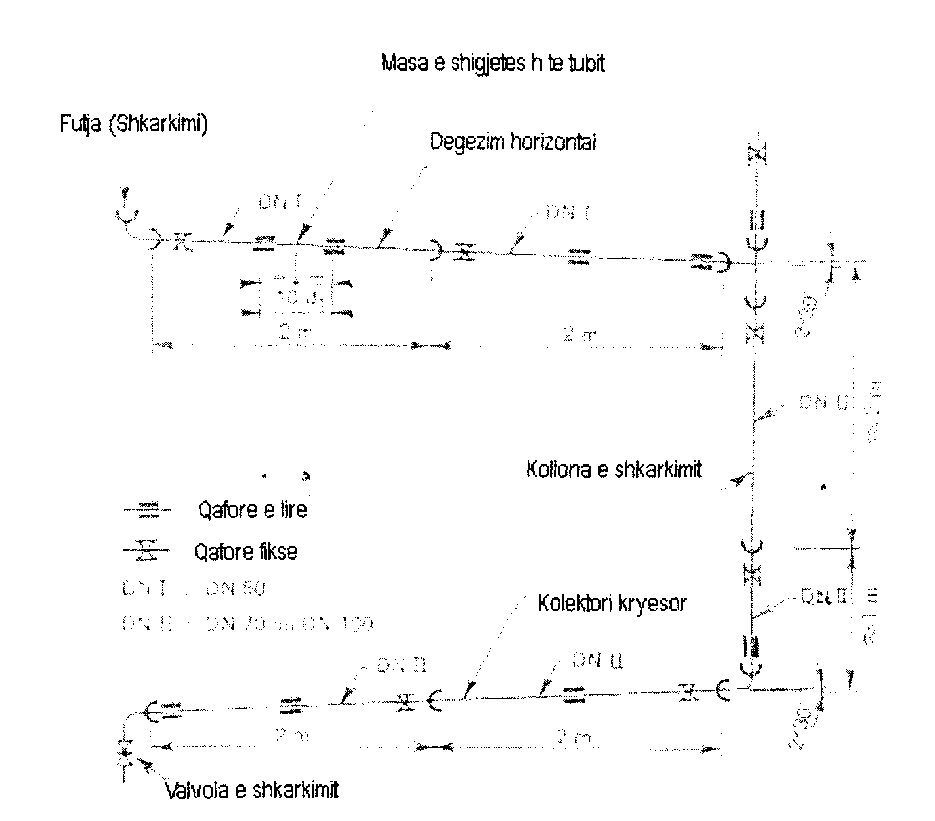 Masa e shigjetes h te tubit
Futja (Shkarkimi)
Degezim horizontal
DN I
DN I
2 m
2 m
DN II
Kollona e shkarkimit
Qafore e lire
Qafore fikse
DN I DN 50
DN II DN 70 DN 100
Kolektori kryesor
DN II
DN II
DN II
2 m
2 m
Valvola e shkarkimit